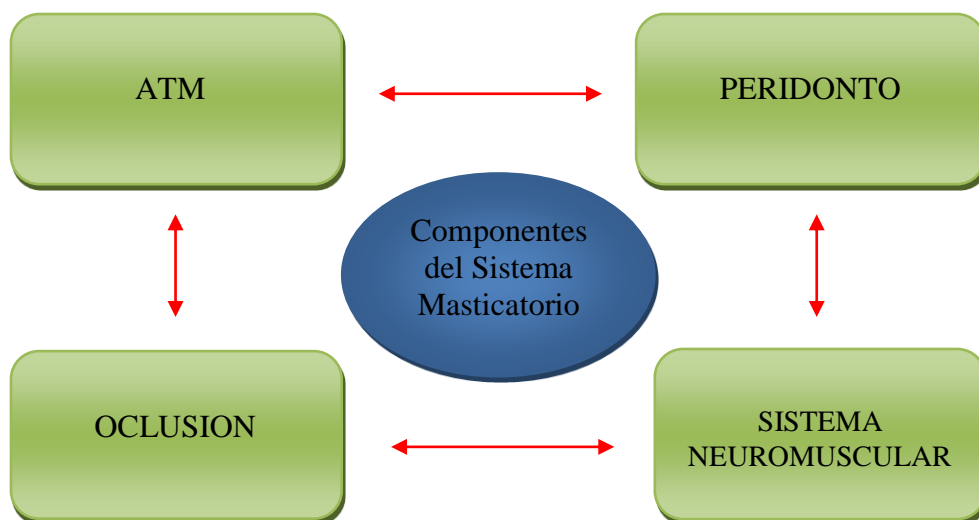 ATM
PERIDONTO
Componentes
del Sistema
Masticatorio
OCLUSION
SISTEMA
NEUROMUSCULAR